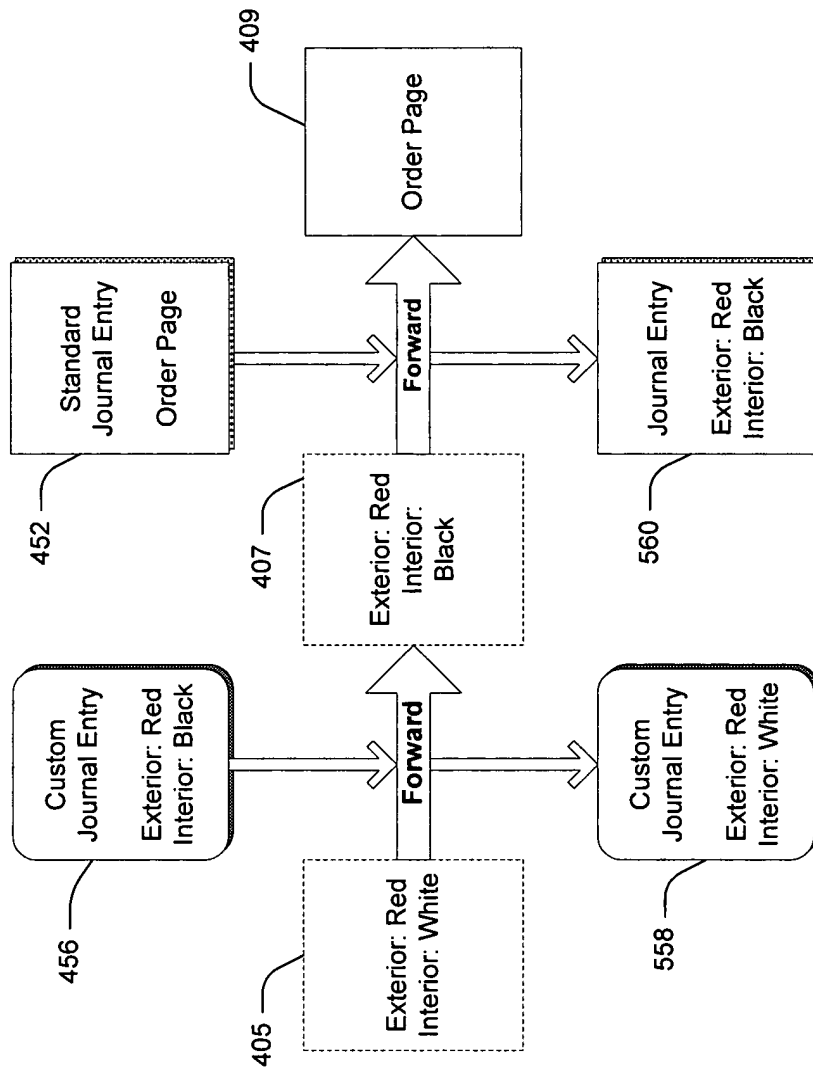 456
Custom
Journal Entry
Exterior: Red
Interior: Black
452
Standard
Journal Entry
Order Page
405
Exterior: Red
Interior: White
Forward
407
Exterior: Red
Interior:
Black
Forward
409
Order Page
558
Custom
Journal Entry
Exterior: Red
Interior: White
560
Journal Entry
Exterior: Red
Interior: Black